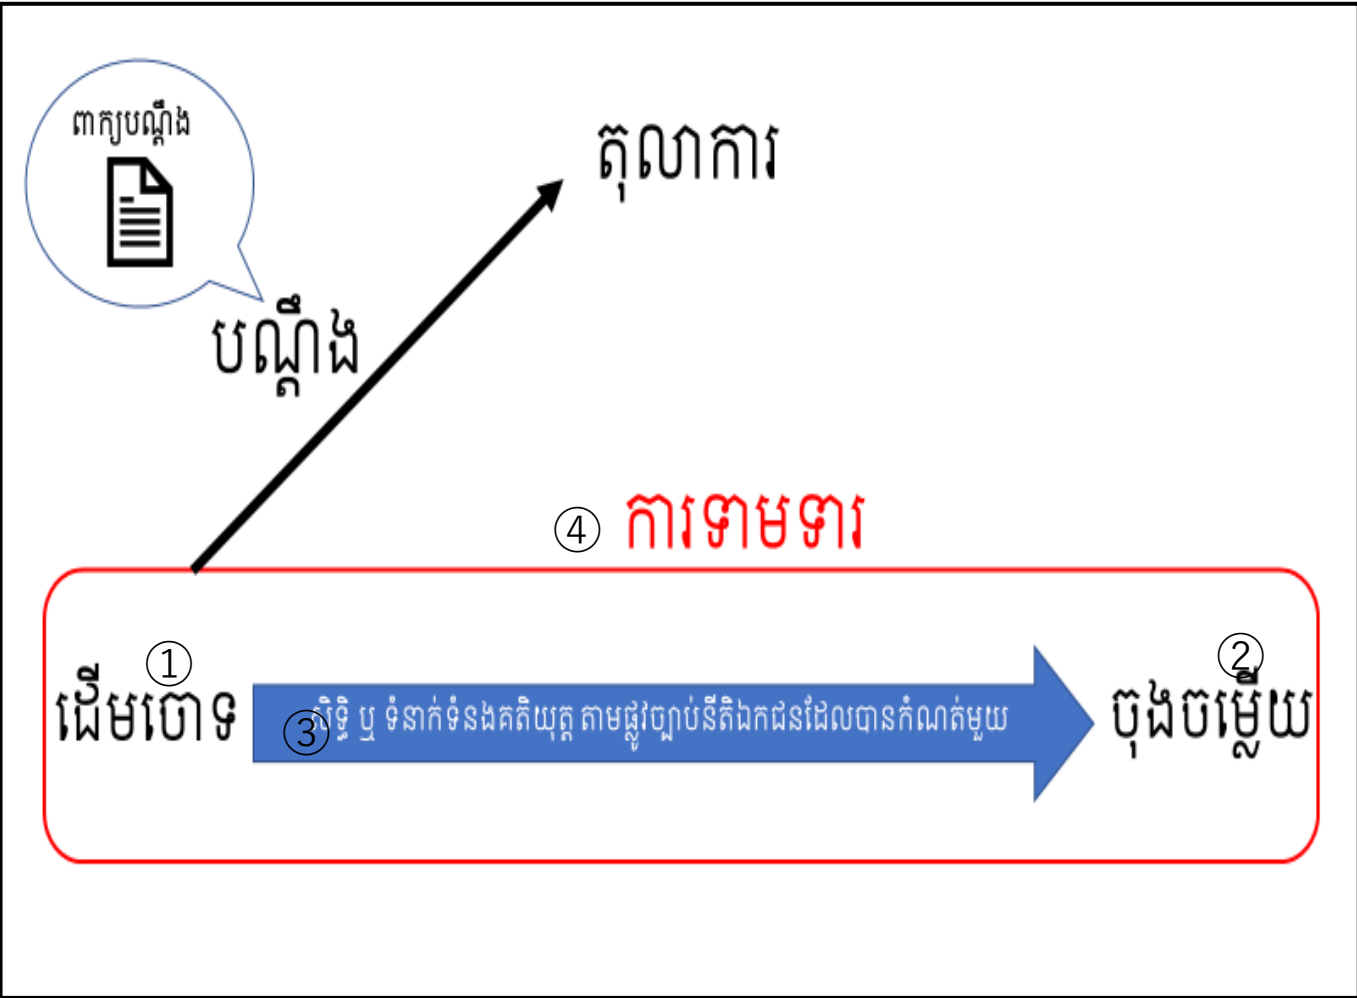 ពាក្យបណ្តឹង
តុលាការ
បណ្តឹង
④ ការទាមទារ
① ②
ដើមចោទ ③ សិទ្ធិ ឬ ទំនាក់ទំនងគតិយុត្ត តាមផ្លូវច្បាប់នីតិឯកជនដែលបានកំណត់មួយ ចុងចម្លើយ